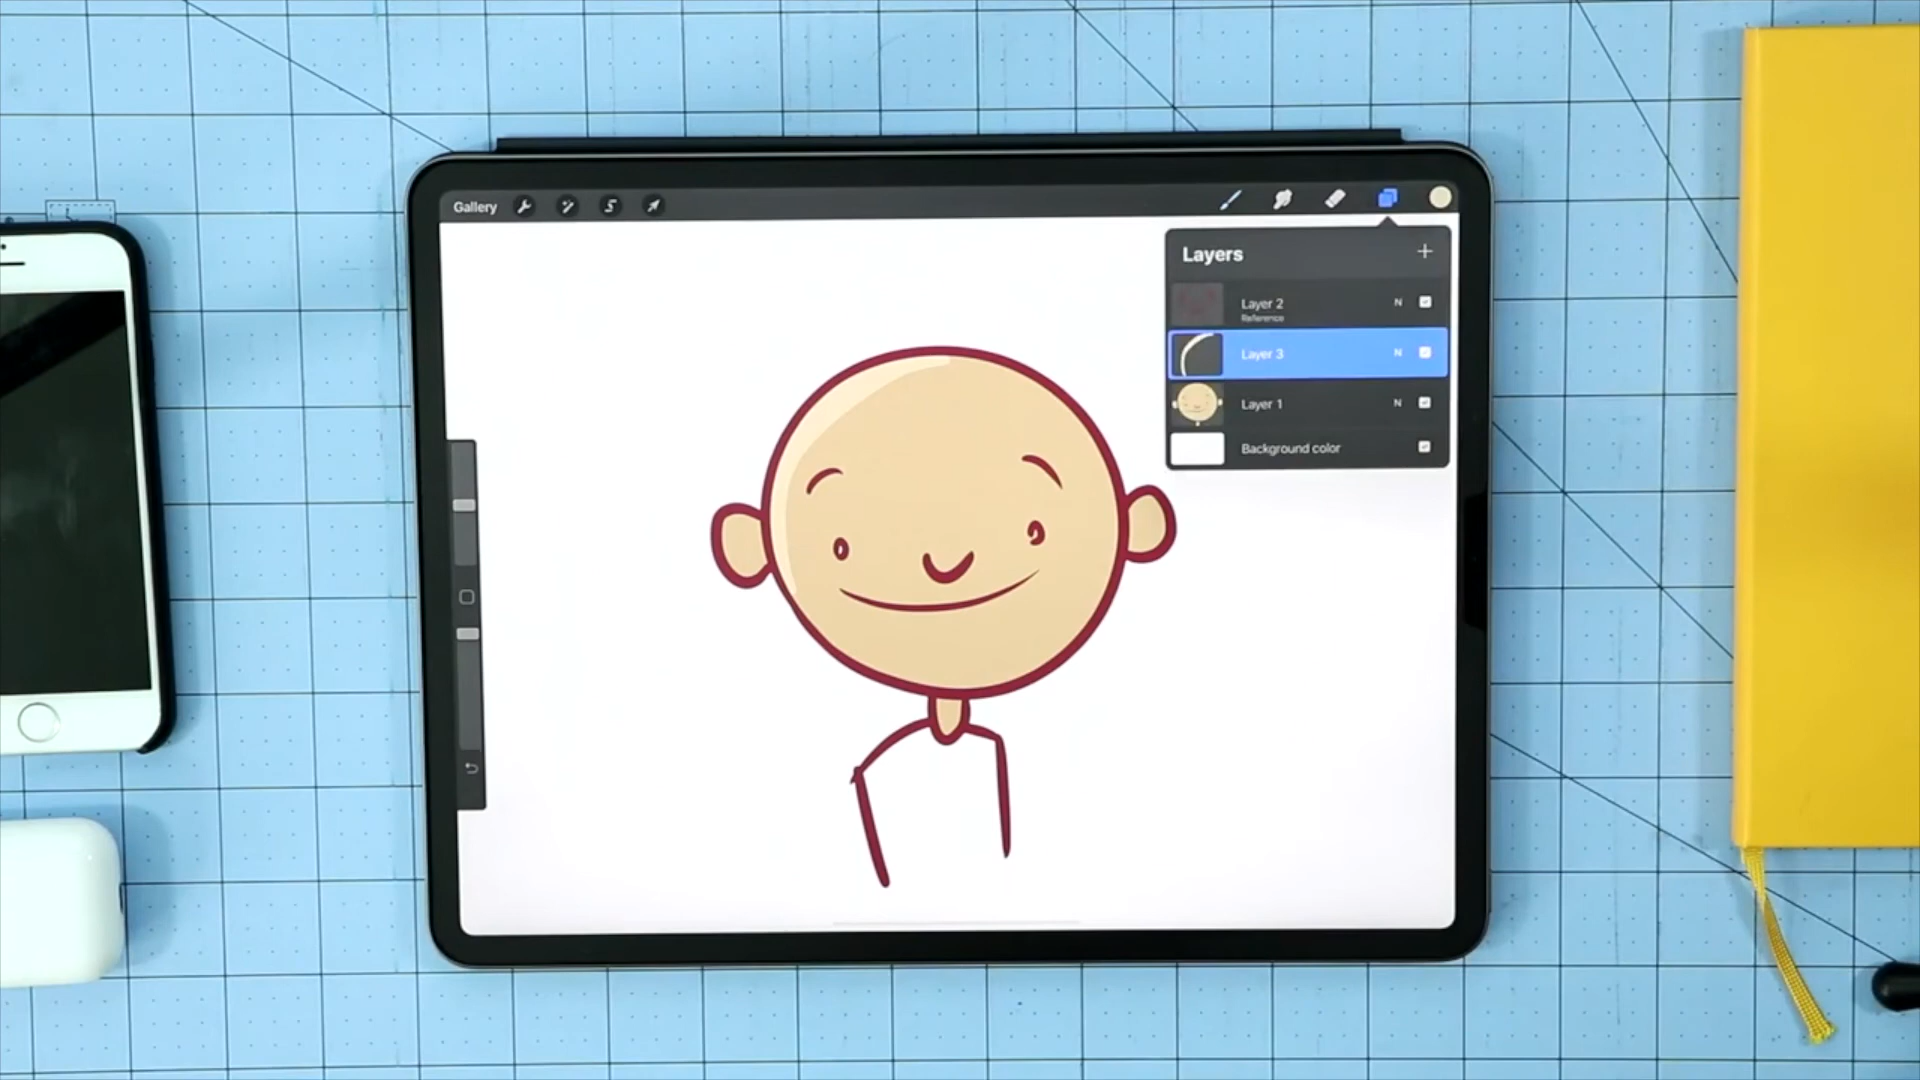 Gallery
Layers
Layer 2 N
Reference
Layer 3 N
Layer 1 N
Background color